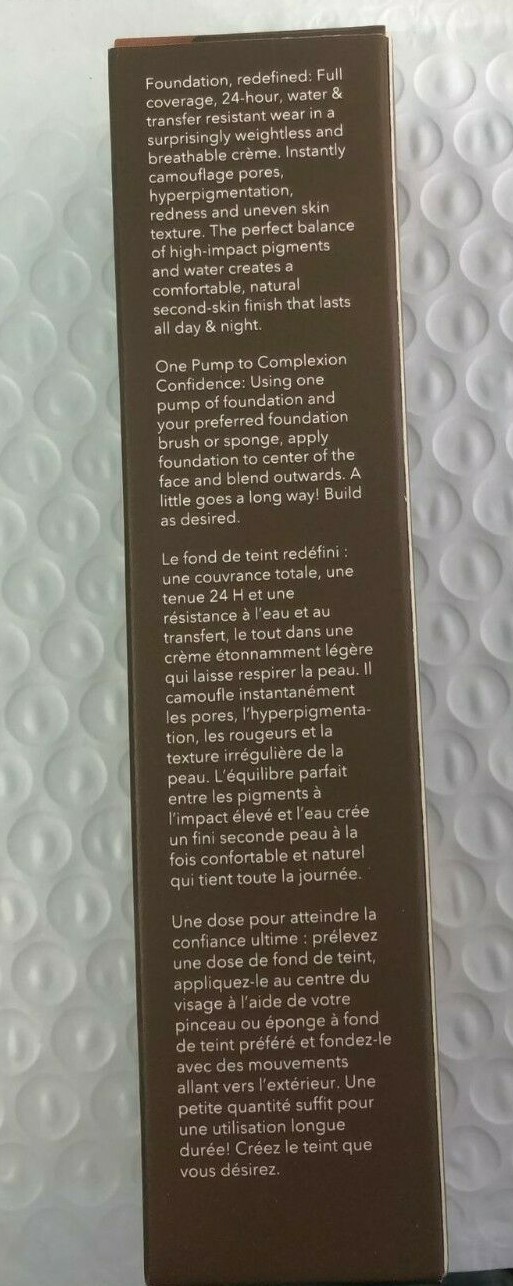 Foundation, redefined: Full
coverage, 24-hour, water &
transfer resistant wear in a
surprisingly weightless and
breathable crème. Instantly
camouflage pores,
hyperpigmentation,
redness and uneven skin
texture. The perfect balance
of high-impact pigments
and water creates a
comfortable, natural
second-skin finish that lasts
all day & night.
One Pump to Complexion
Confidence: Using one
pump of foundation and
your preferred foundation
brush or sponge, apply
foundation to center of the
face and blend outwards. A
little goes a long way! Build
as desired.
Le fond de teint redéfini :
une couvrance totale, une
tenue 24 H et une
résistance à l'eau et au
transfert, le tout dans une
crème étonnamment légère
qui laisse respirer la peau. Il
camoufle instantanément
les pores, l'hyperpigmenta-
tion, les rougeurs et la
texture irrégulière de la
peau. L'équilibre parfait
entre les pigments à
l'impact élevé et l'eau crée
un fini seconde peau à la
fois confortable et naturel
qui tient toute la journée.
Une dose pour atteindre la
confiance ultime : prélevez
une dose de fond de teint,
appliquez-le au centre du
visage à l'aide de votre
pinceau ou éponge à fond
de teint préféré et fondez-le
avec des mouvements
allant vers l'extérieur. Une
petite quantité suffit pour
une utilisation longue
durée! Créez le teint que
vous désirez.